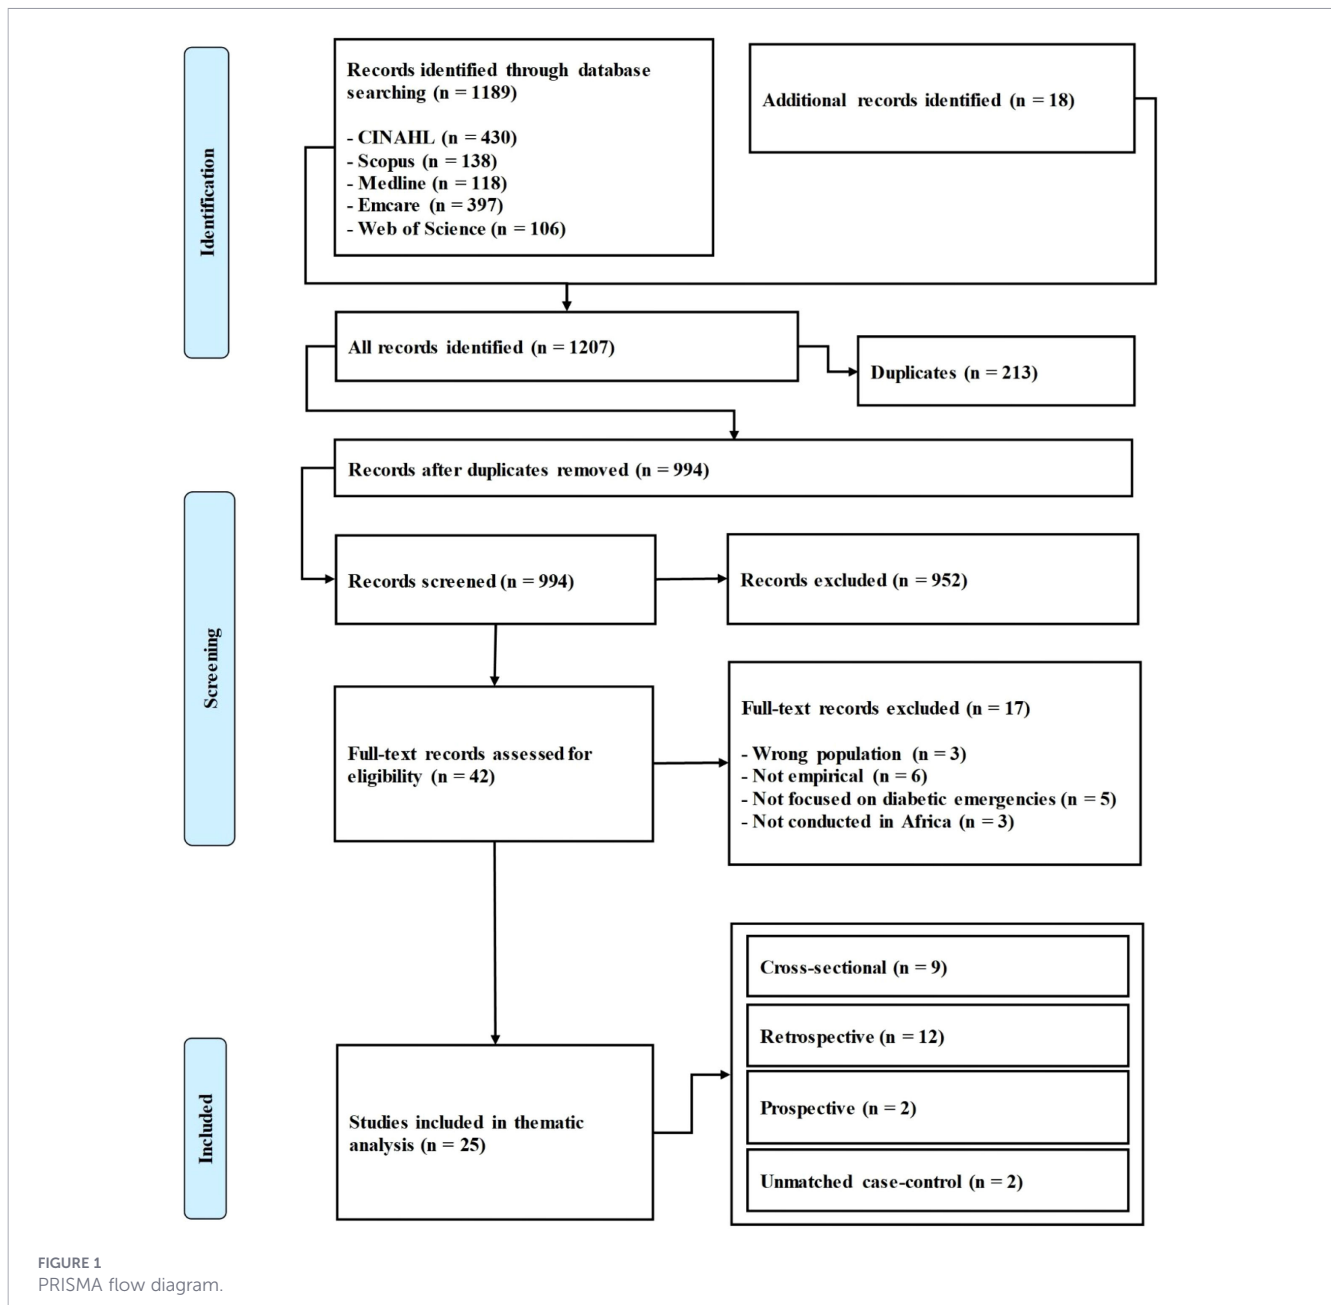 Identification
Records identified through database
searching (n = 1189)
- CINAHL (n = 430)
- Scopus (n = 138)
- Medline (n = 118)
- Emcare (n = 397)
- Web of Science (n = 106)
Additional records identified (n = 18)
All records identified (n = 1207)
Duplicates (n = 213)
Records after duplicates removed (n = 994)
Screening
Records screened (n = 994)
Records excluded (n = 952)
Full-text records assessed for
eligibility (n = 42)
Full-text records excluded (n = 17)
- Wrong population (n = 3)
- Not empirical (n = 6)
- Not focused on diabetic emergencies (n = 5)
- Not conducted in Africa (n = 3)
Included
Studies included in thematic
analysis (n = 25)
Cross-sectional (n = 9)
Retrospective (n = 12)
Prospective (n = 2)
Unmatched case-control (n = 2)
FIGURE 1
PRISMA flow diagram.